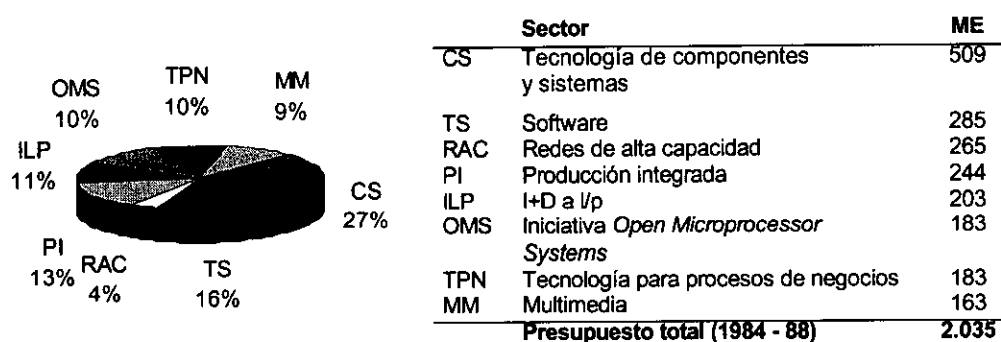 OMS
10%
TPN
10%
MM
9%
ILP
11%
CS
27%
PI
13%
RAC
4%
TS
16%
Sector ME
CS Tecnología de componentes 509
y sistemas
TS Software 285
RAC Redes de alta capacidad 265
PI Producción integrada 244
ILP I+D a l/p 203
OMS Iniciativa Open Microprocessor 183
Systems
TPN Tecnología para procesos de negocios 183
MM Multimedia 163
Presupuesto total (1984 - 88) 2.035